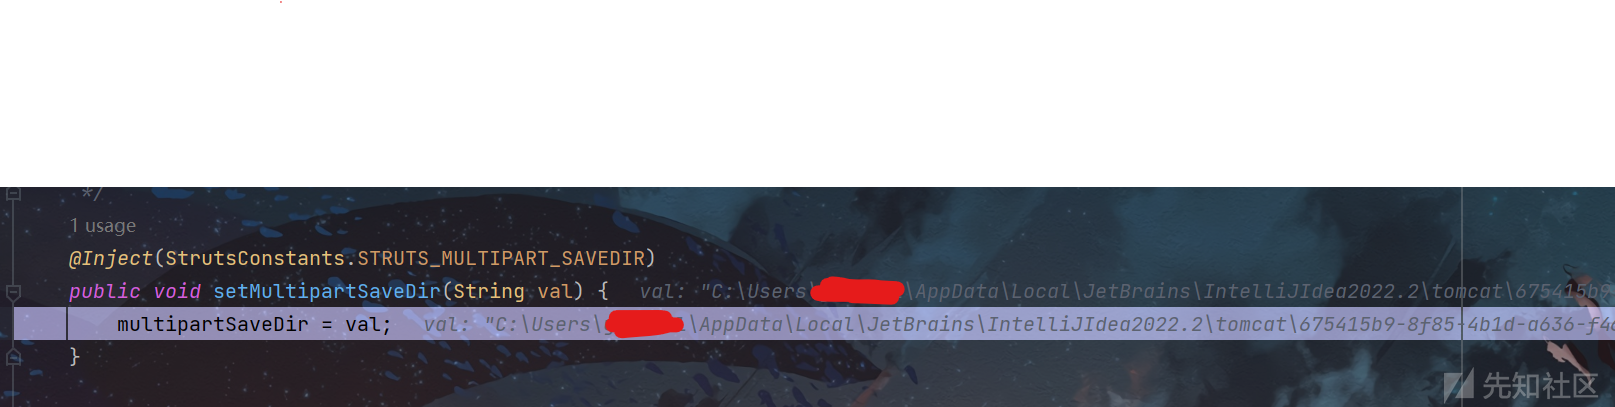 */
1 usage
@Inject(StrutsConstants.STRUTS_MULTIPART_SAVEDIR)
public void setMultipartSaveDir(String val) { val: "C:\Users\ \AppData\Local\JetBrains\IntelliJIdea2022.2\tomcat\675415b9-
multipartSaveDir = val; val: "C:\Users\ \AppData\Local\JetBrains\IntelliJIdea2022.2\tomcat\675415b9-8f85-4b1d-a636-f4
}
先知社区